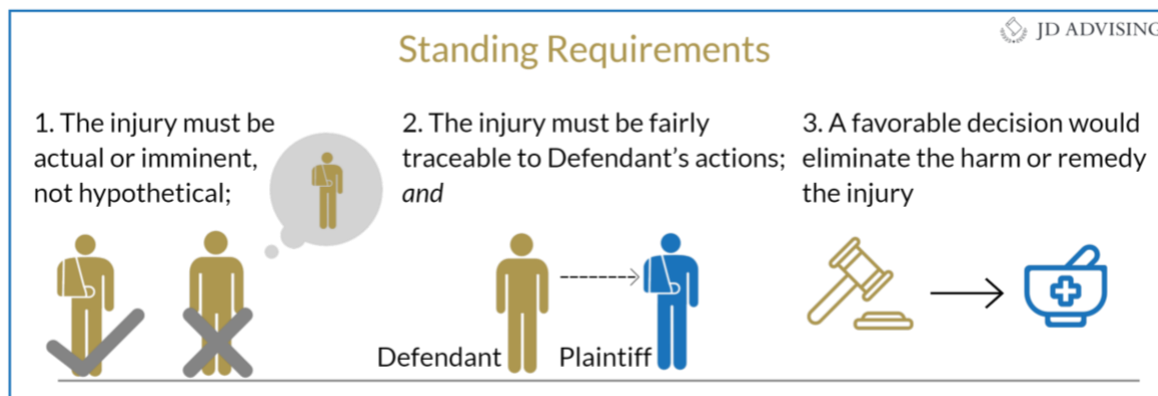 JD ADVISING
Standing Requirements
1. The injury must be
actual or imminent,
not hypothetical;
2. The injury must be fairly
traceable to Defendant's actions;
and
3. A favorable decision would
eliminate the harm or remedy
the injury
Defendant
Plaintiff